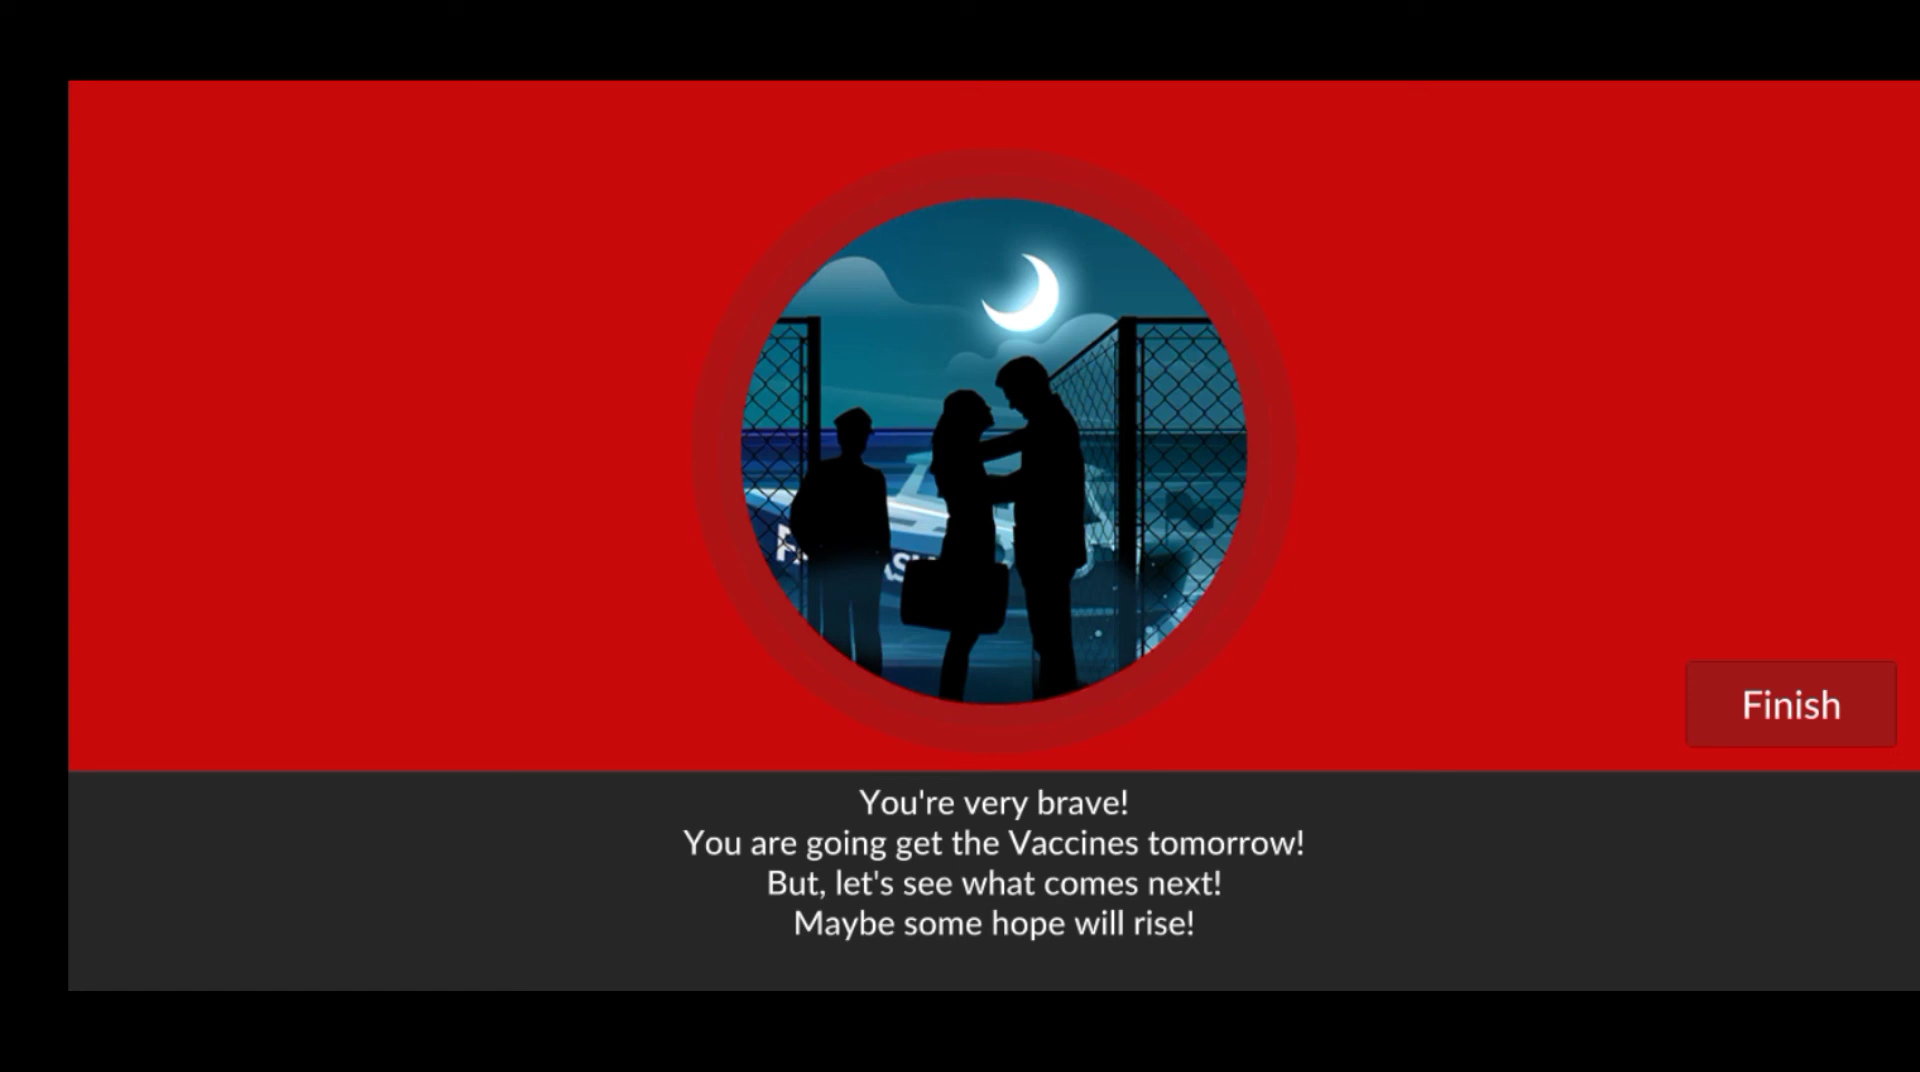 You're very brave!
You are going get the Vaccines tomorrow!
But, let's see what comes next!
Maybe some hope will rise!
Finish